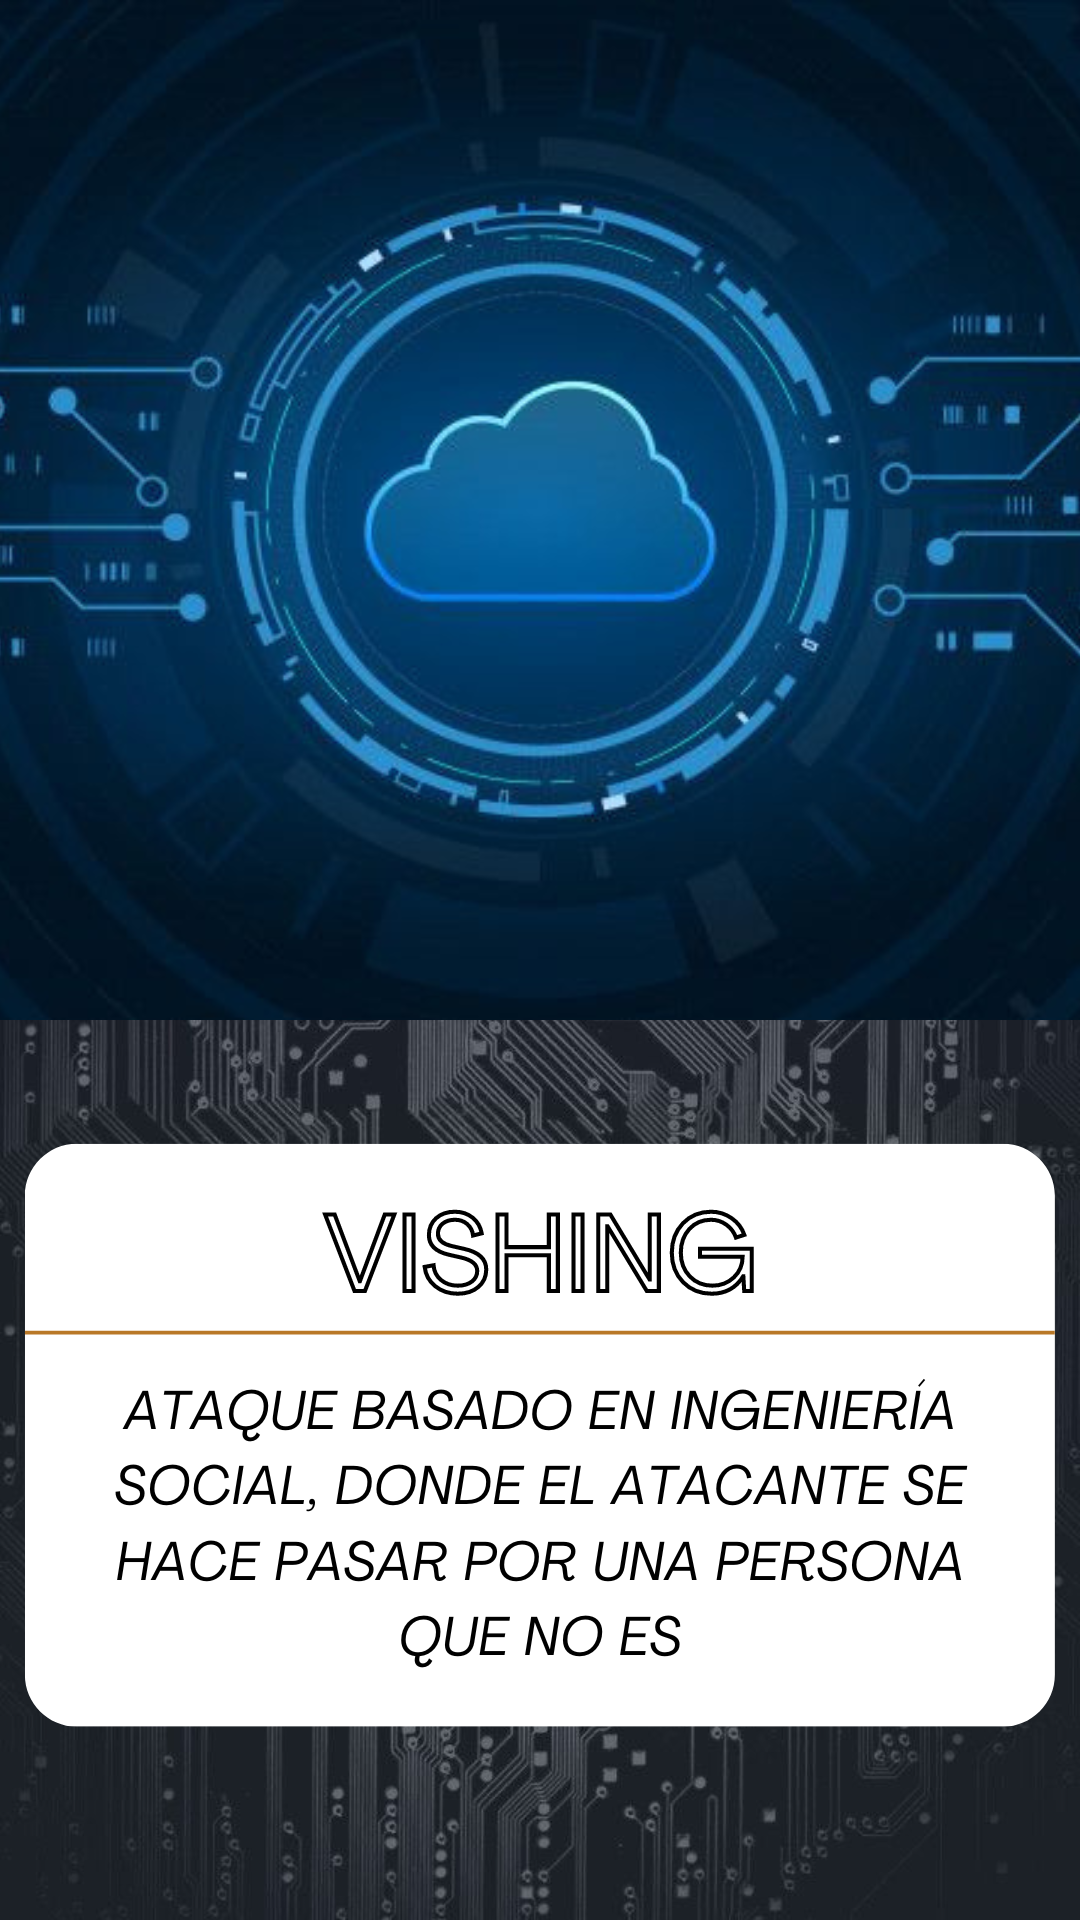 VISHING
ATAQUE BASADO EN INGENIERÍA
SOCIAL, DONDE EL ATACANTE SE
HACE PASAR POR UNA PERSONA
QUE NO ES